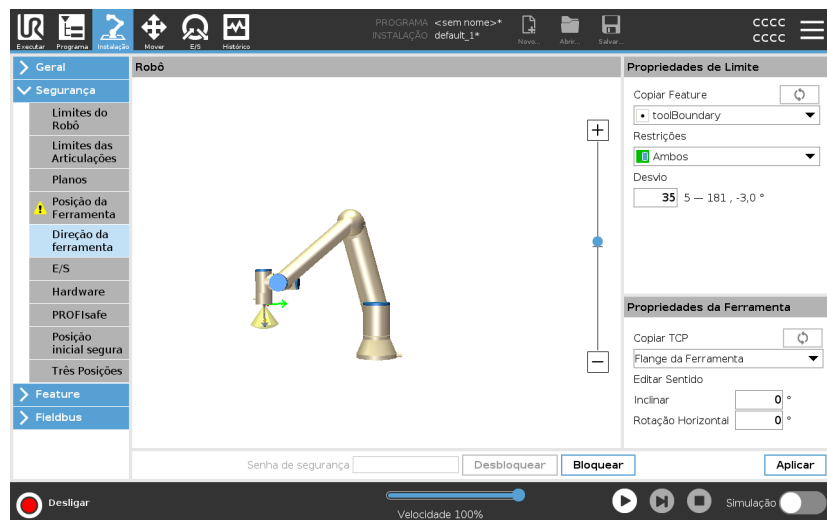 PROGRAMA <sem nome>*
INSTALAÇÃO default_1*
CCCC
CCCC
Executar Programa Instalação Mover E/S Histórico Novo... Abrir... Salvar...
Geral
Segurança
Limites do
Robô
Limites das
Articulações
Planos
Posição da
Ferramenta
Direção da
ferramenta
E/S
Hardware
PROFIsafe
Posição
inicial segura
Três Posições
Feature
Fieldbus
Robô
Propriedades de Limite
Copiar Feature
toolBoundary
Restrições
Ambos
Desvio
35 5 — 181 , -3,0 °
Propriedades da Ferramenta
Copiar TCP
Flange da Ferramenta
Editar Sentido
Inclinar 0 °
Rotação Horizontal 0 °
Senha de segurança Desbloquear Bloquear Aplicar
Desligar
Velocidade 100%
Simulação